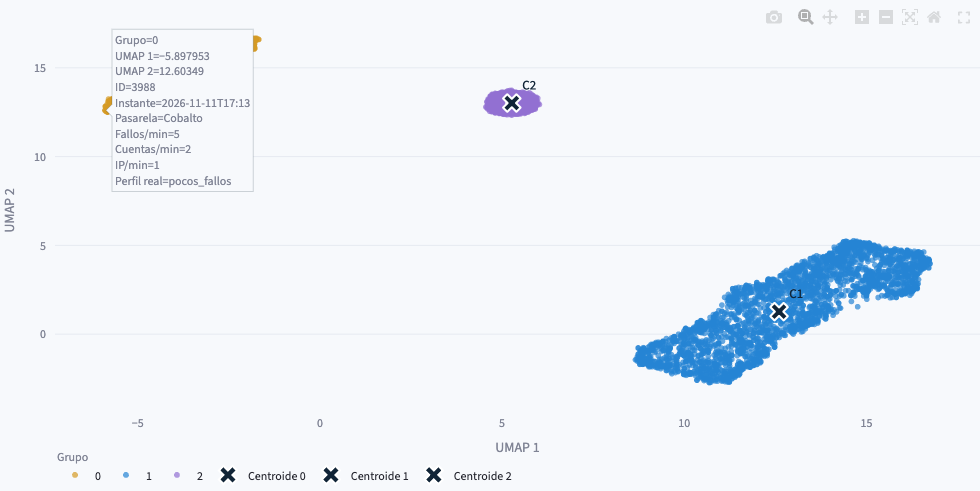 Grupo=0
UMAP 1=−5.897953
UMAP 2=12.60349
ID=3988
Instante=2026-11-11T17:13
Pasarela=Cobalto
Fallos/min=5
Cuentas/min=2
IP/min=1
Perfil real=pocos_fallos
C2
C1
15
10
5
0
UMAP 2
−5
0
5
10
15
UMAP 1
Grupo
0
1
2
Centroide 0
Centroide 1
Centroide 2